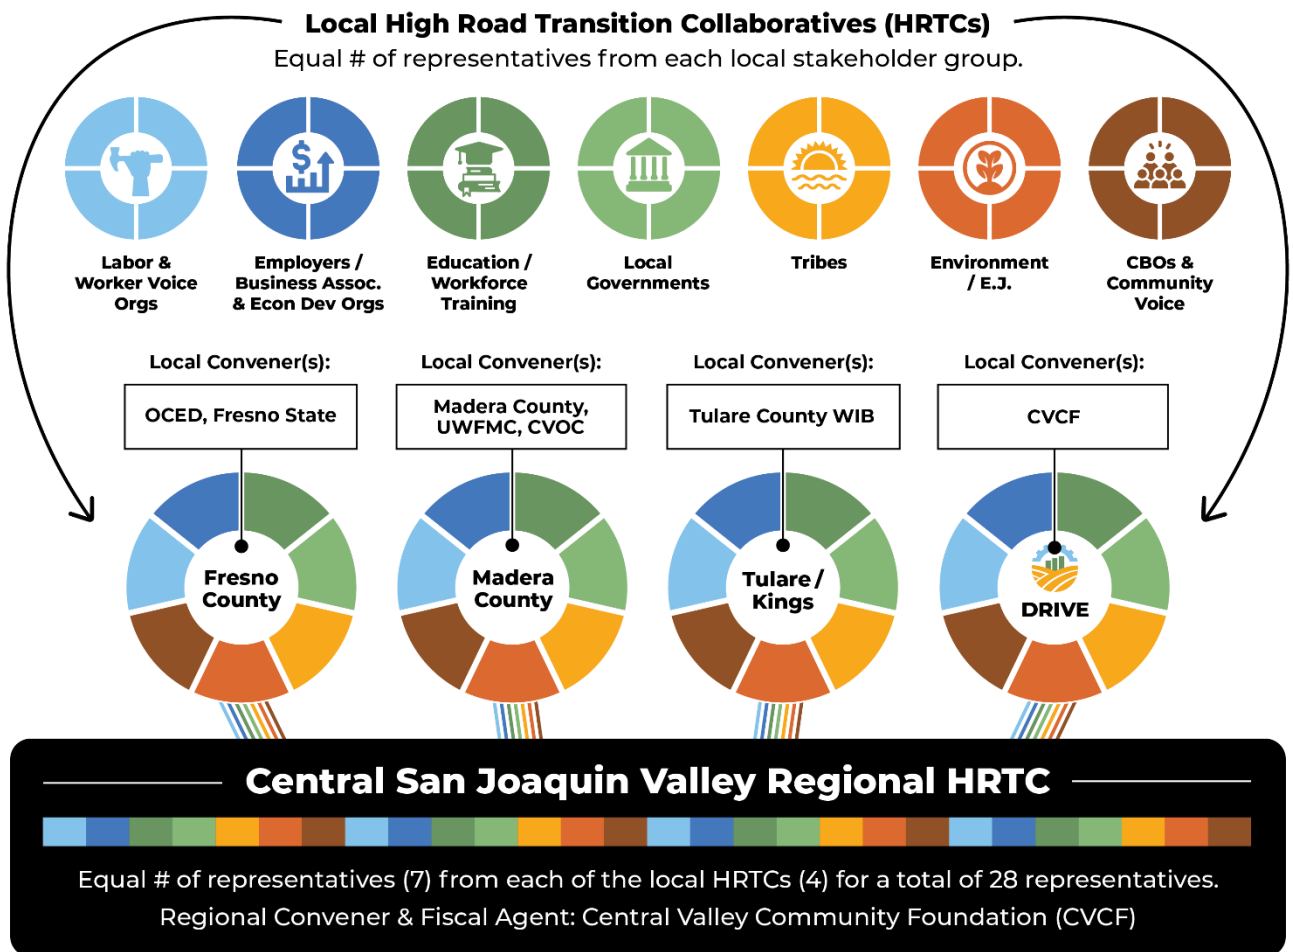 Local High Road Transition Collaboratives (HRTCs)
Equal # of representatives from each local stakeholder group.
$
Labor &
Worker Voice
Orgs
Employers /
Business Assoc.
& Econ Dev Orgs
Education /
Workforce
Training
Local
Governments
Tribes
Environment
/ E.J.
CBOs &
Community
Voice
Local Convener(s):
OCED, Fresno State
Local Convener(s):
Madera County,
UWFMC, CVOC
Local Convener(s):
Tulare County WIB
Local Convener(s):
CVCF
Fresno
County
Madera
County
Tulare /
Kings
DRIVE
Central San Joaquin Valley Regional HRTC
Equal # of representatives (7) from each of the local HRTCs (4) for a total of 28 representatives.
Regional Convener & Fiscal Agent: Central Valley Community Foundation (CVCF)